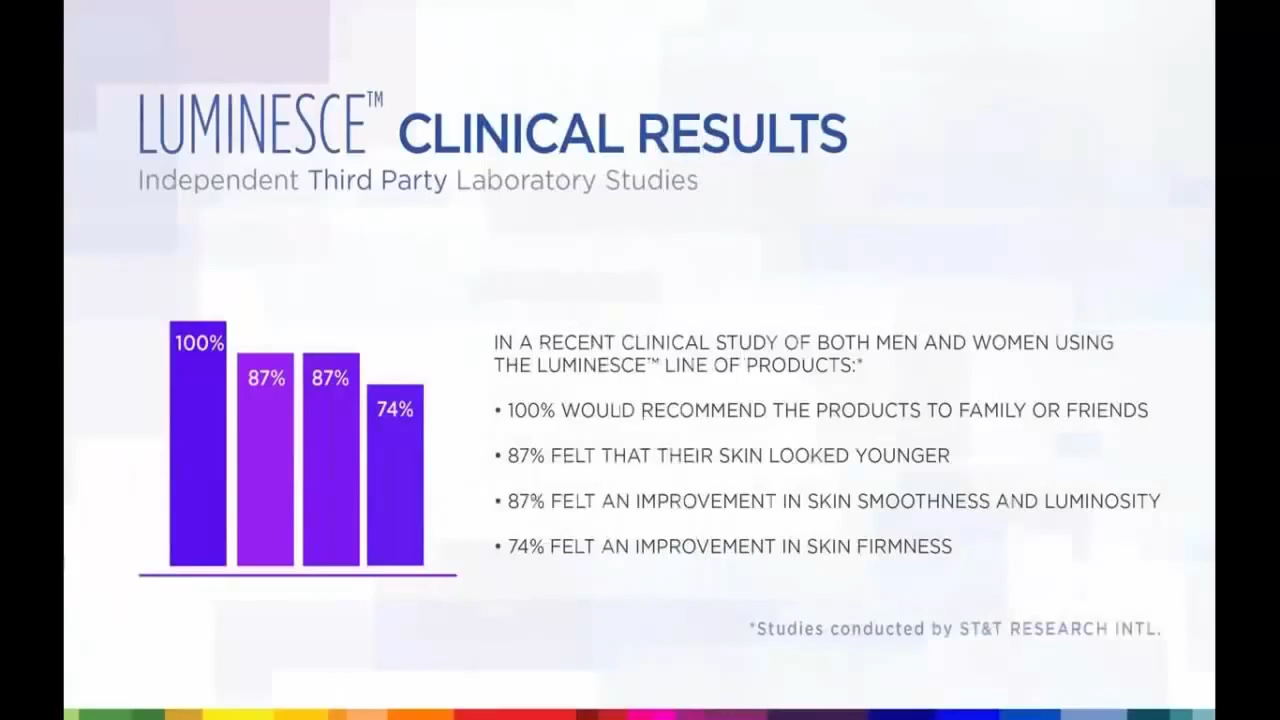 LUMINESCE™ CLINICAL RESULTS
Independent Third Party Laboratory Studies
100%
87%
87%
74%
IN A RECENT CLINICAL STUDY OF BOTH MEN AND WOMEN USING
THE LUMINESCE™ LINE OF PRODUCTS:*
• 100% WOULD RECOMMEND THE PRODUCTS TO FAMILY OR FRIENDS
• 87% FELT THAT THEIR SKIN LOOKED YOUNGER
• 87% FELT AN IMPROVEMENT IN SKIN SMOOTHNESS AND LUMINOSITY
• 74% FELT AN IMPROVEMENT IN SKIN FIRMNESS
*Studies conducted by ST&T RESEARCH INTL.